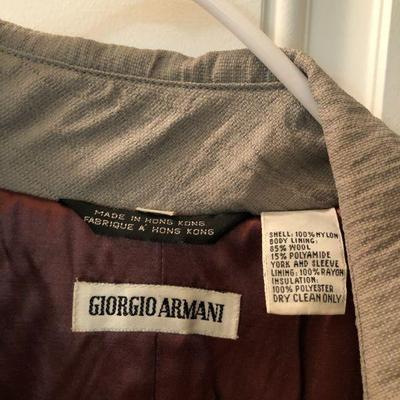 MADE IN HONG KONG
FABRIQUE A' HONG KONG
SHELL: 100% NYLON
BODY LINING:
85% WOOL
15% POLYAMIDE
YORK AND SLEEVE
LINING: 100% RAYON
INSULATION:
100% POLYESTER
DRY CLEAN ONLY
GIORGIO ARMANI